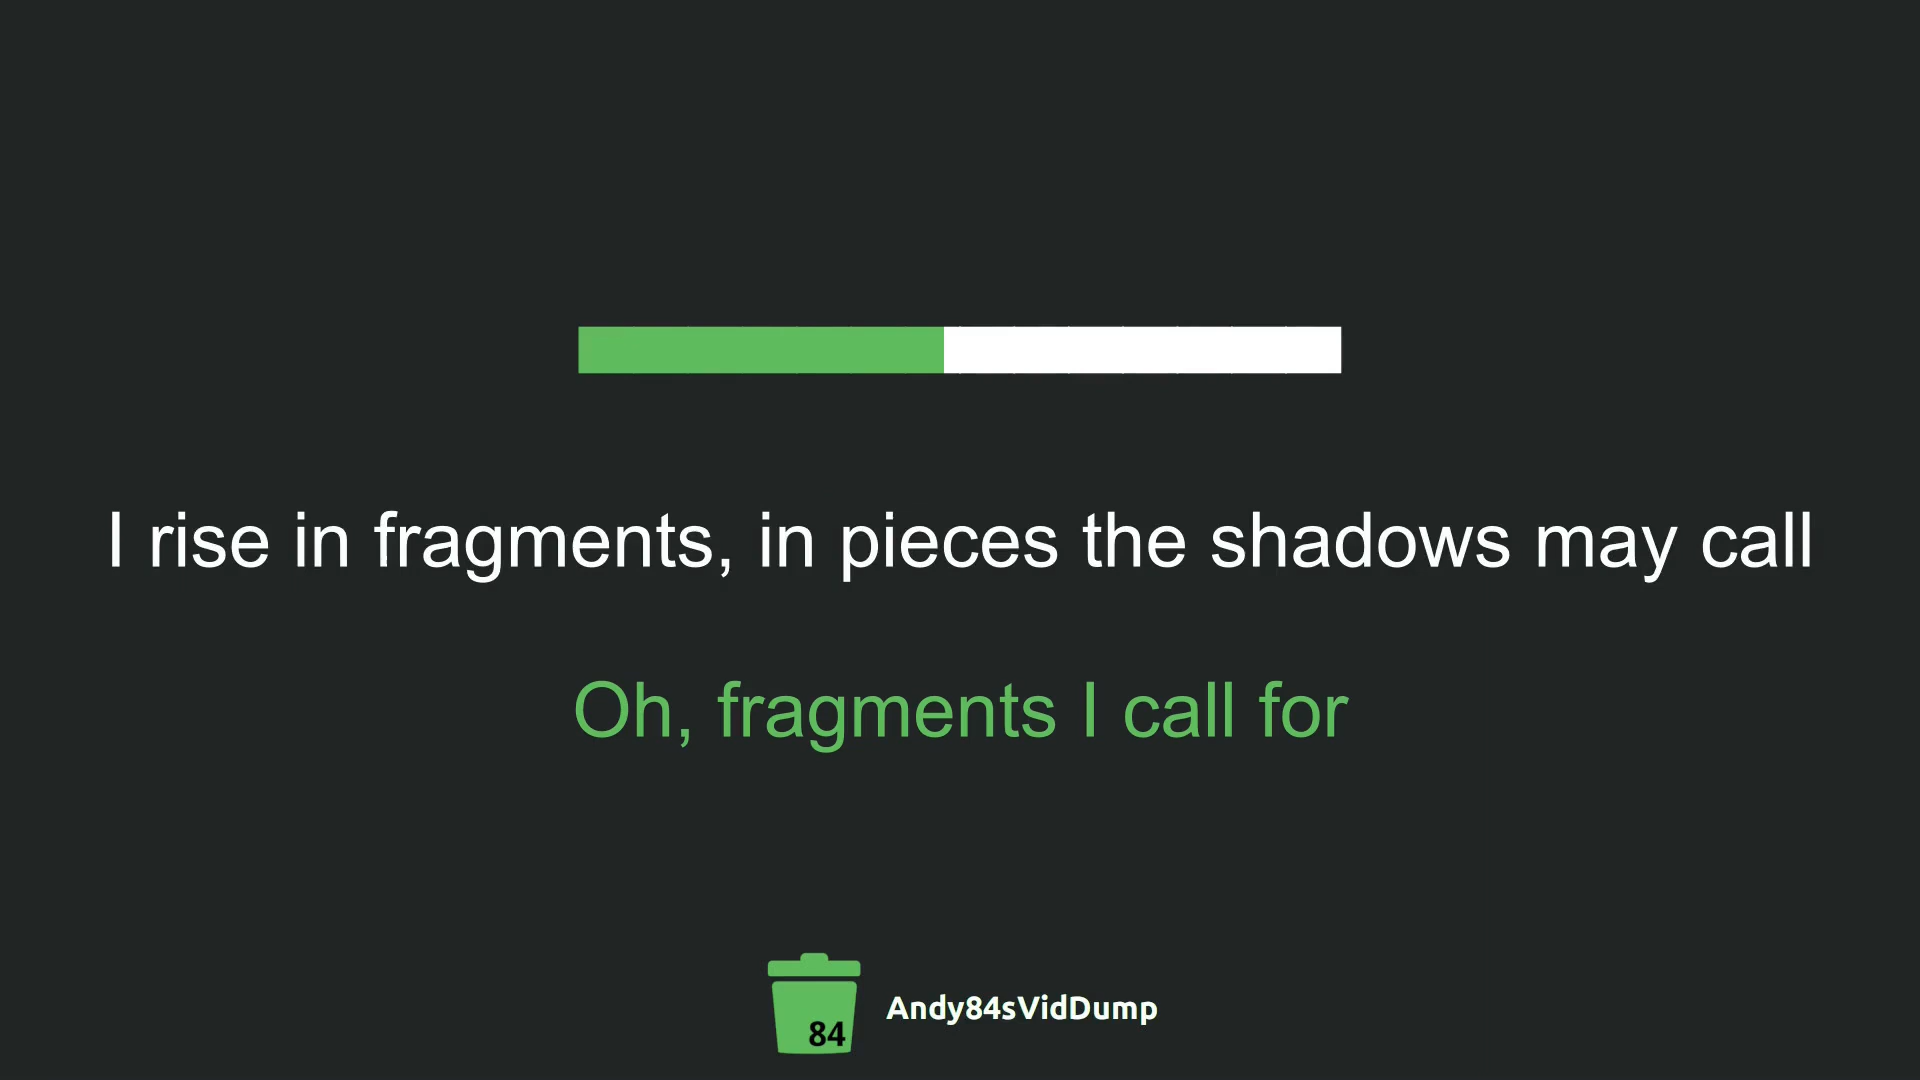 I rise in fragments, in pieces the shadows may call
Oh, fragments I call for
84
Andy84sVidDump